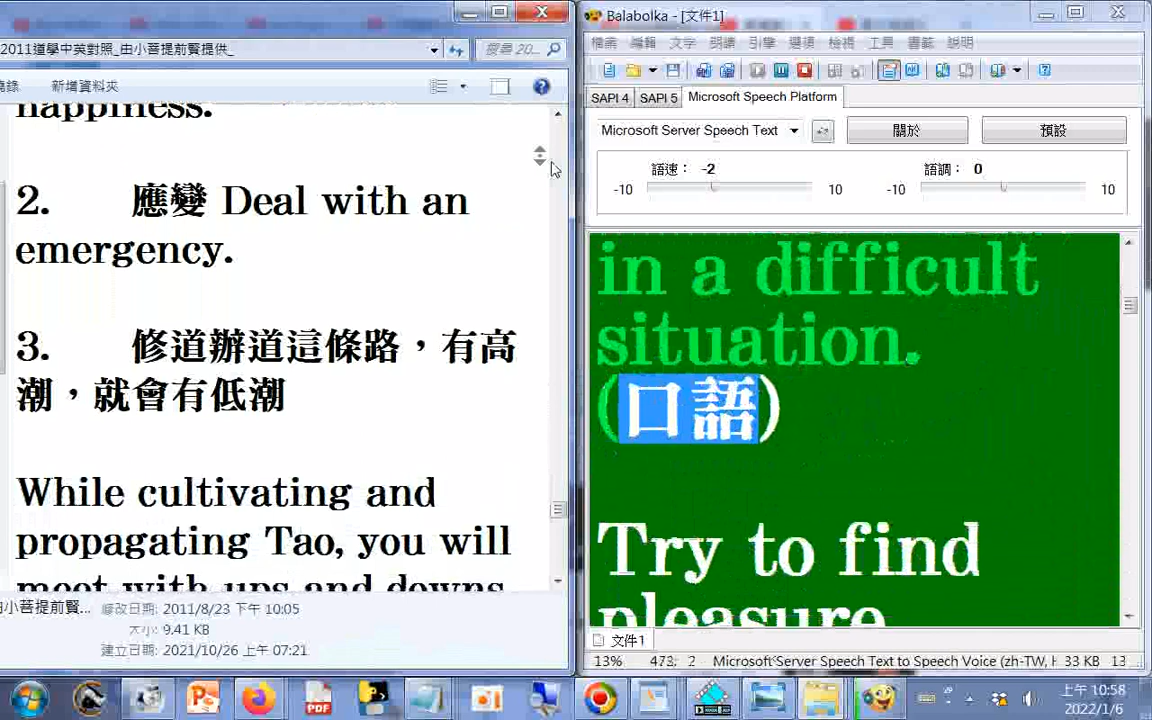 Balabolka - [文件1]
2011道學中英對照_由小菩提前賢提供_
搜尋 20...
檔案 編輯 文字 朗讀 引擎 選項 檢視 工具 書籤 說明
新增資料夾
SAPI 4 SAPI 5 Microsoft Speech Platform
happiness.
Microsoft Server Speech Text 關於 預設
語速: -2 語調: 0
-10 10 -10 10
2. 應變 Deal with an
emergency.
3. 修道辦道這條路，有高
潮，就會有低潮
While cultivating and
propagating Tao, you will
meet with ups and downs
in a difficult
situation.
(口語)
Try to find
pleasure
由小菩提前賢... 修改日期: 2011/8/23 下午 10:05
大小: 9.41 KB
建立日期: 2021/10/26 上午 07:21
文件1
13% 473: 2 Microsoft Server Speech Text to Speech Voice (zh-TW, H 33 KB 13
PDF
上午 10:58
2022/1/6